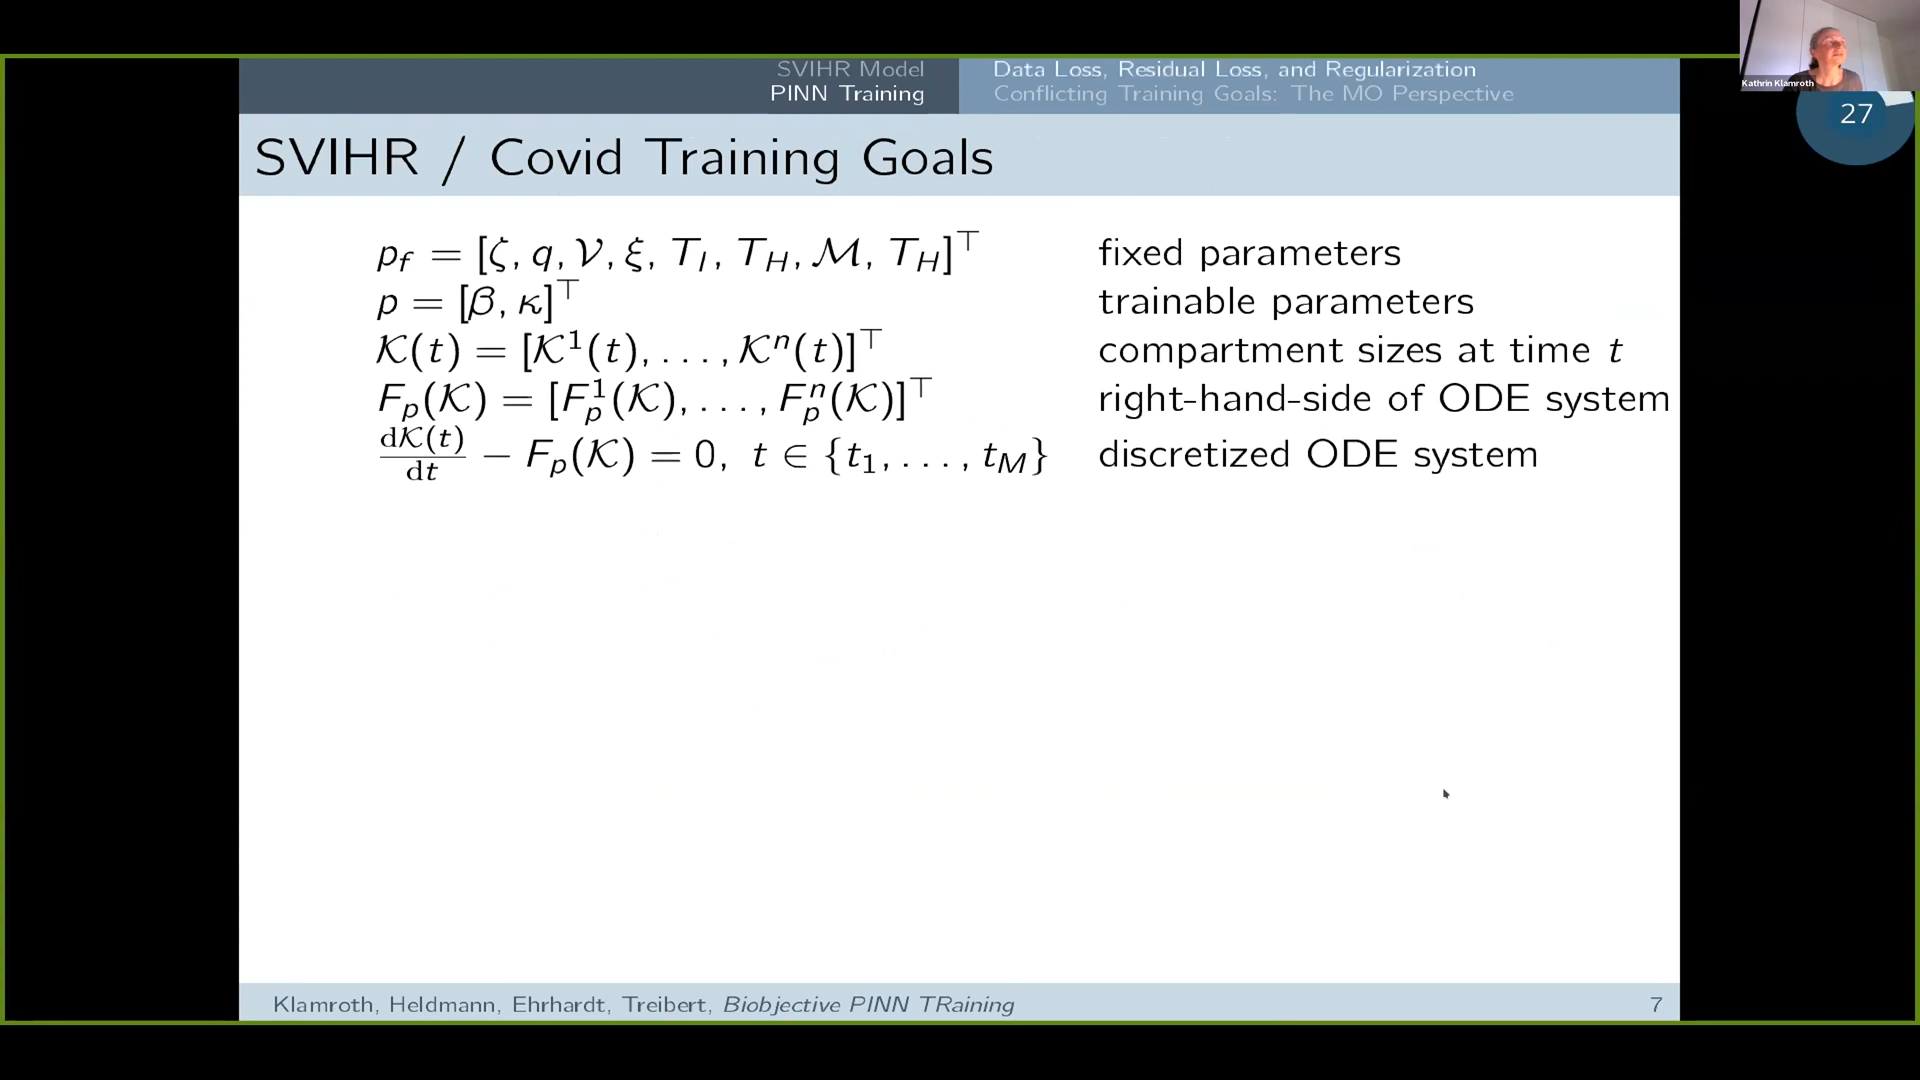 SVIHR Model
PINN Training
Data Loss, Residual Loss, and Regularization
Conflicting Training Goals: The MO Perspective
Kathrin Klamroth
27
SVIHR / Covid Training Goals
p_f = [ζ, q, 𝒱, ξ, T_I, T_H, ℳ, T_H]^⊤ fixed parameters
p = [β, κ]^⊤ trainable parameters
𝒦(t) = [𝒦^1(t), . . . , 𝒦^n(t)]^⊤ compartment sizes at time t
F_p(𝒦) = [F_p^1(𝒦), . . . , F_p^n(𝒦)]^⊤ right-hand-side of ODE system
d𝒦(t)/dt − F_p(𝒦) = 0, t ∈ {t_1, . . . , t_M} discretized ODE system
Klamroth, Heldmann, Ehrhardt, Treibert, Biobjective PINN TRaining 7